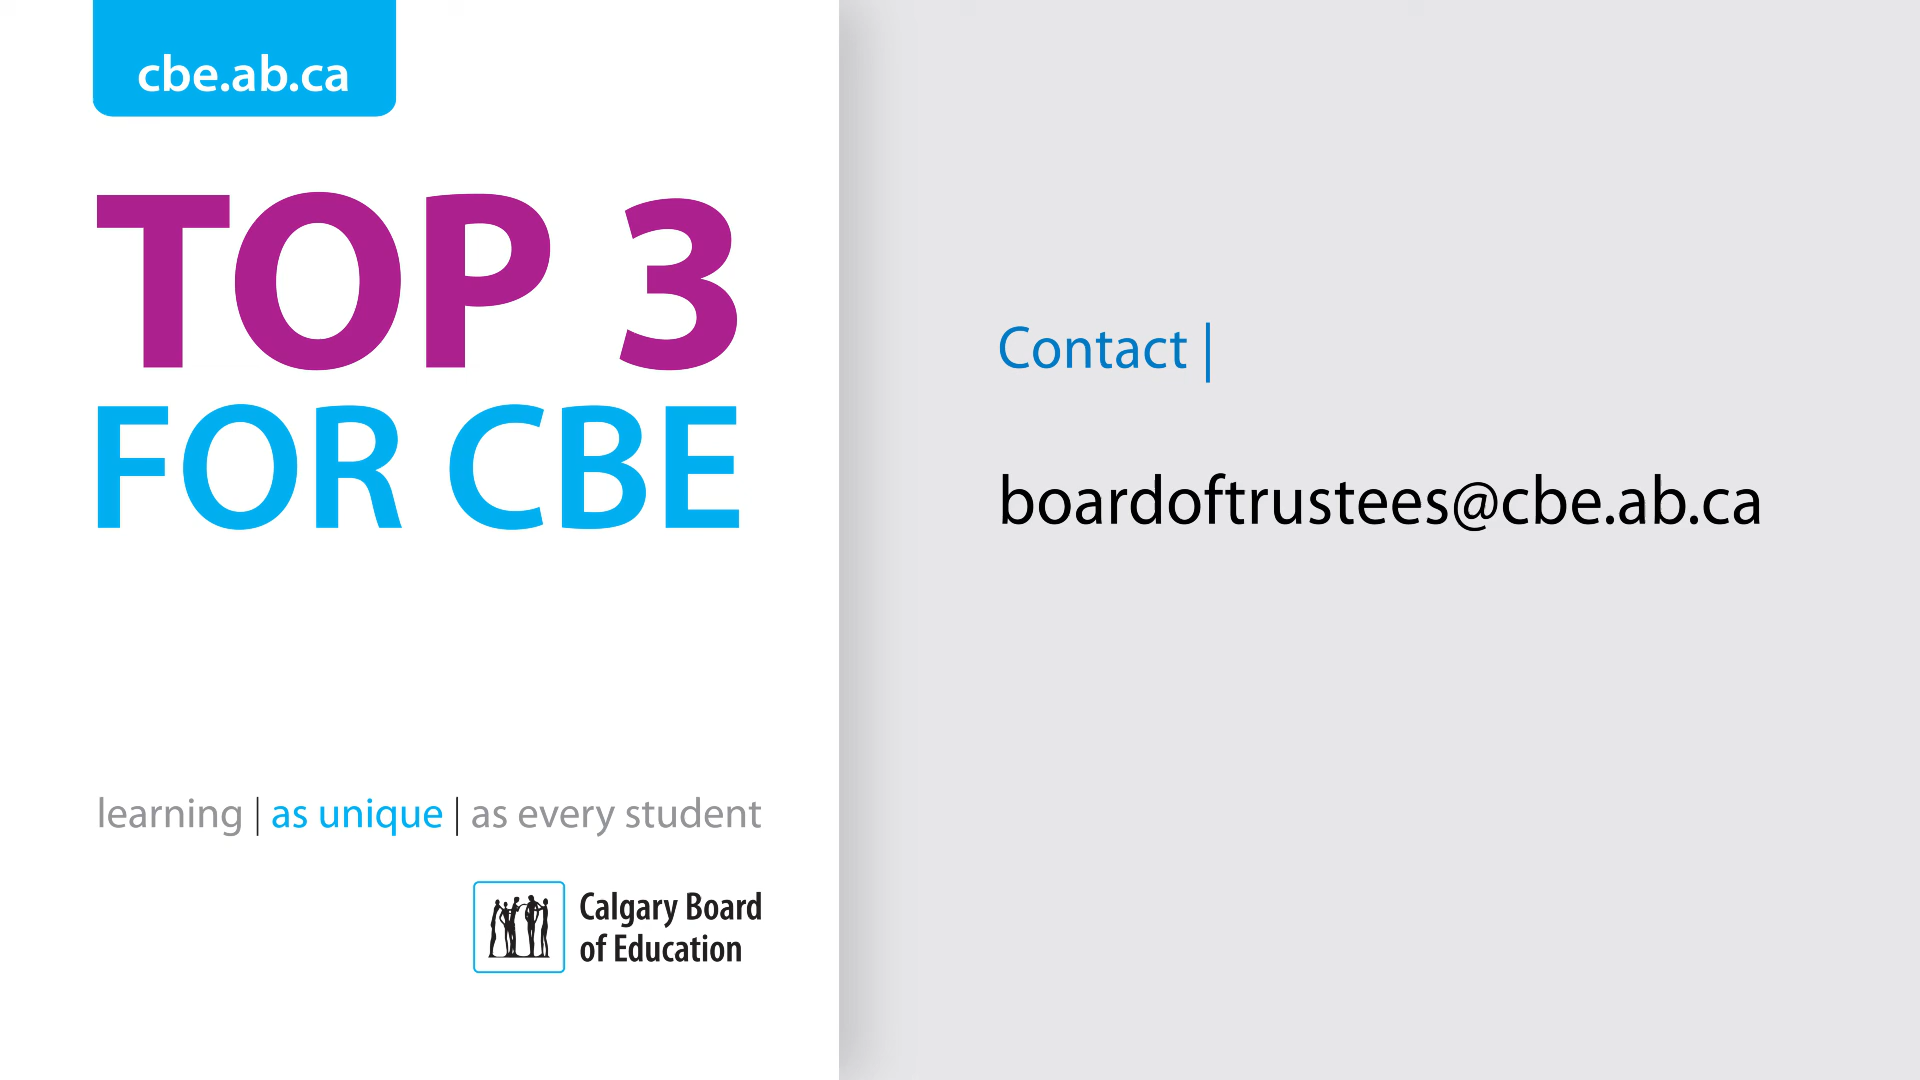 cbe.ab.ca
TOP 3
FOR CBE
learning | as unique | as every student
Calgary Board
of Education
Contact |
boardoftrustees@cbe.ab.ca